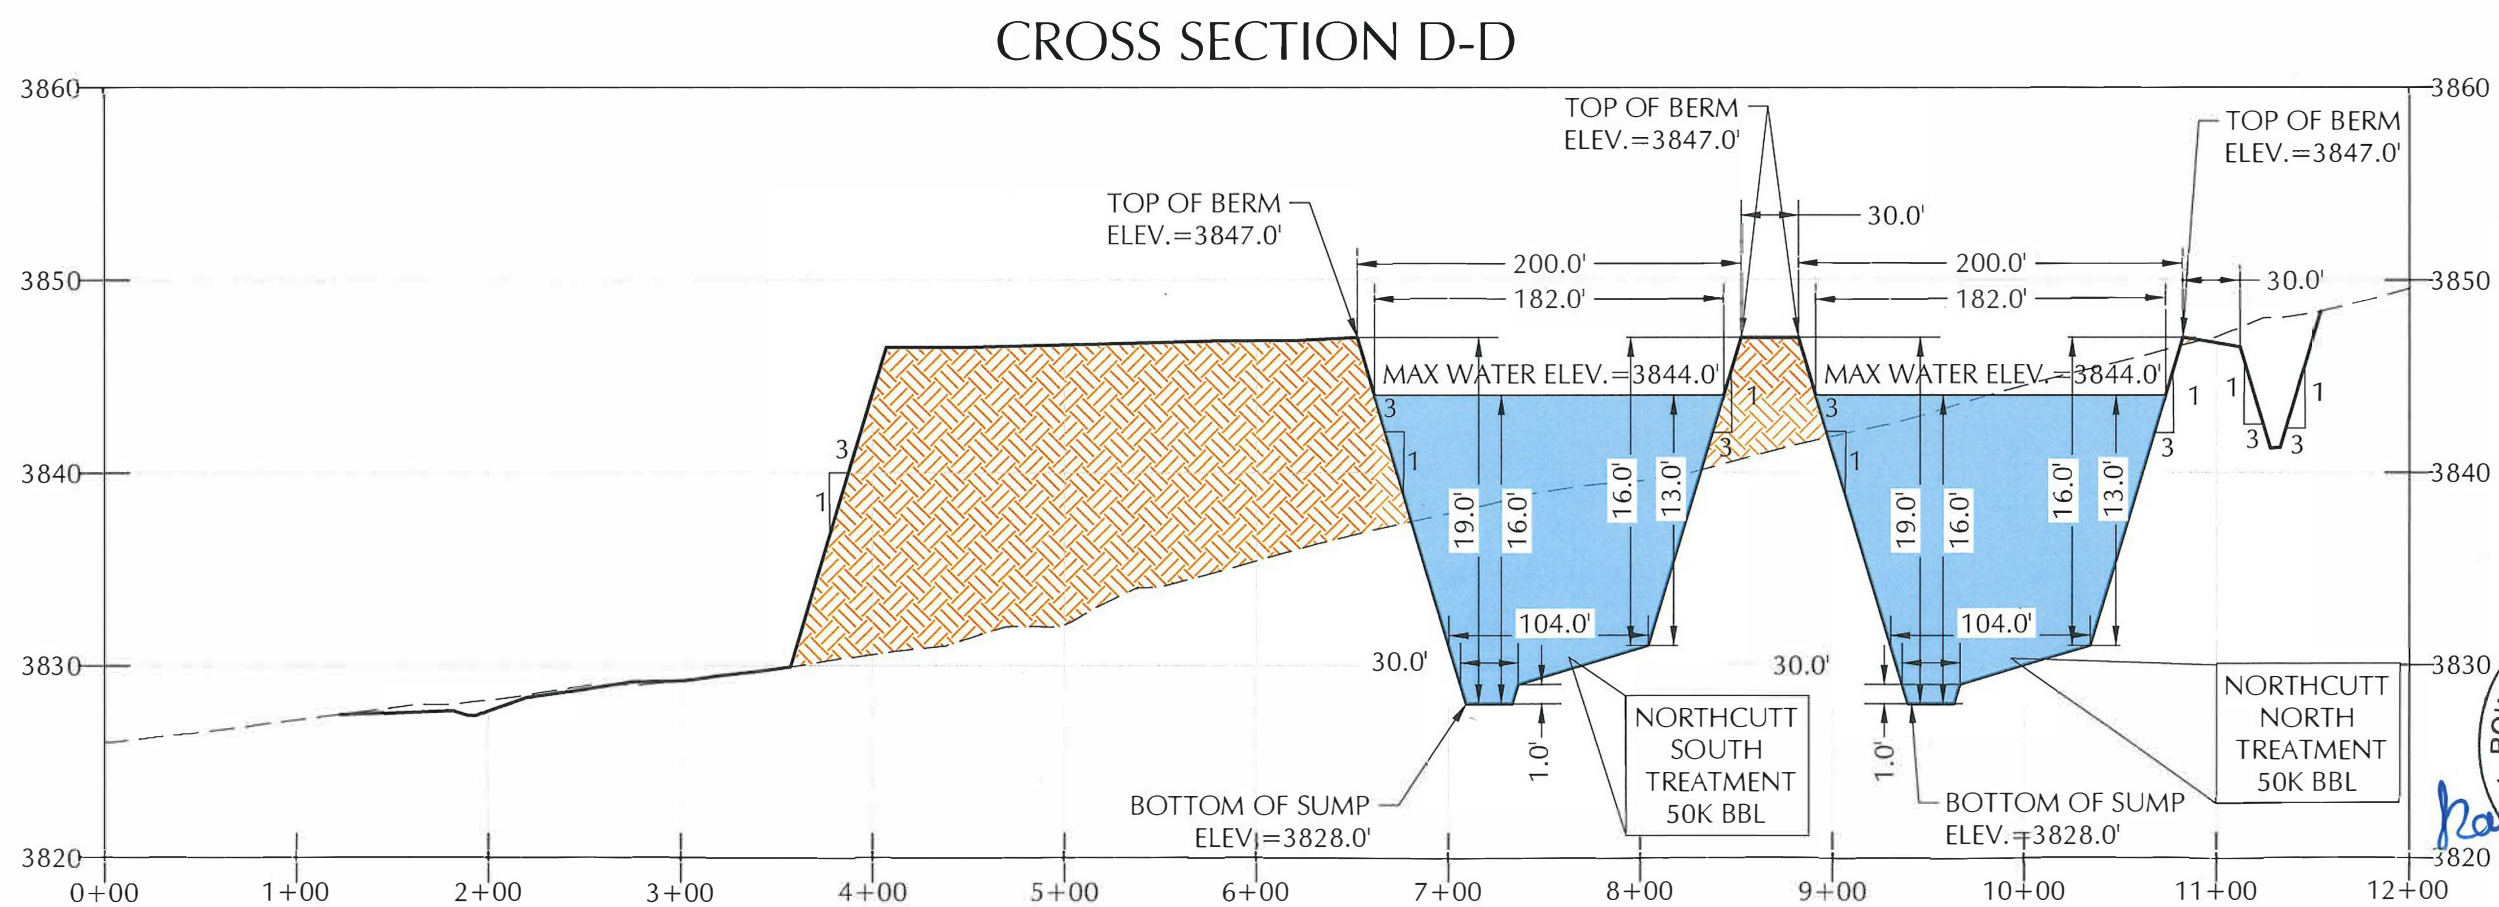 CROSS SECTION D-D
3860
3860
TOP OF BERM
ELEV.=3847.0'
TOP OF BERM
ELEV.=3847.0'
TOP OF BERM
ELEV.=3847.0'
30.0'
200.0'
200.0'
30.0'
3850
3850
182.0'
182.0'
MAX WATER ELEV.=3844.0'
MAX WATER ELEV.=3844.0'
3
1
3
1
3
1
3
1
3
1
1
3
1
3
3840
3840
1
3
19.0'
16.0'
16.0'
13.0'
19.0'
16.0'
16.0'
13.0'
104.0'
104.0'
30.0'
30.0'
3830
3830
1.0'
1.0'
NORTHCUTT
SOUTH
TREATMENT
50K BBL
NORTHCUTT
NORTH
TREATMENT
50K BBL
BOTTOM OF SUMP
ELEV.=3828.0'
BOTTOM OF SUMP
ELEV.=3828.0'
3820
3820
0+00
1+00
2+00
3+00
4+00
5+00
6+00
7+00
8+00
9+00
10+00
11+00
12+00